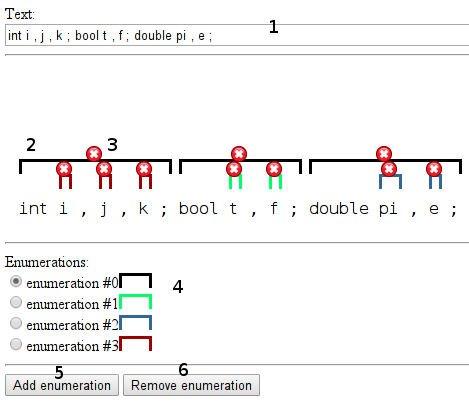 Text:
1
int i , j , k ; bool t , f ; double pi , e ;
2 3
int i , j , k ; bool t , f ; double pi , e ;
Enumerations:
enumeration #0
4
enumeration #1
enumeration #2
enumeration #3
5 6
Add enumeration Remove enumeration